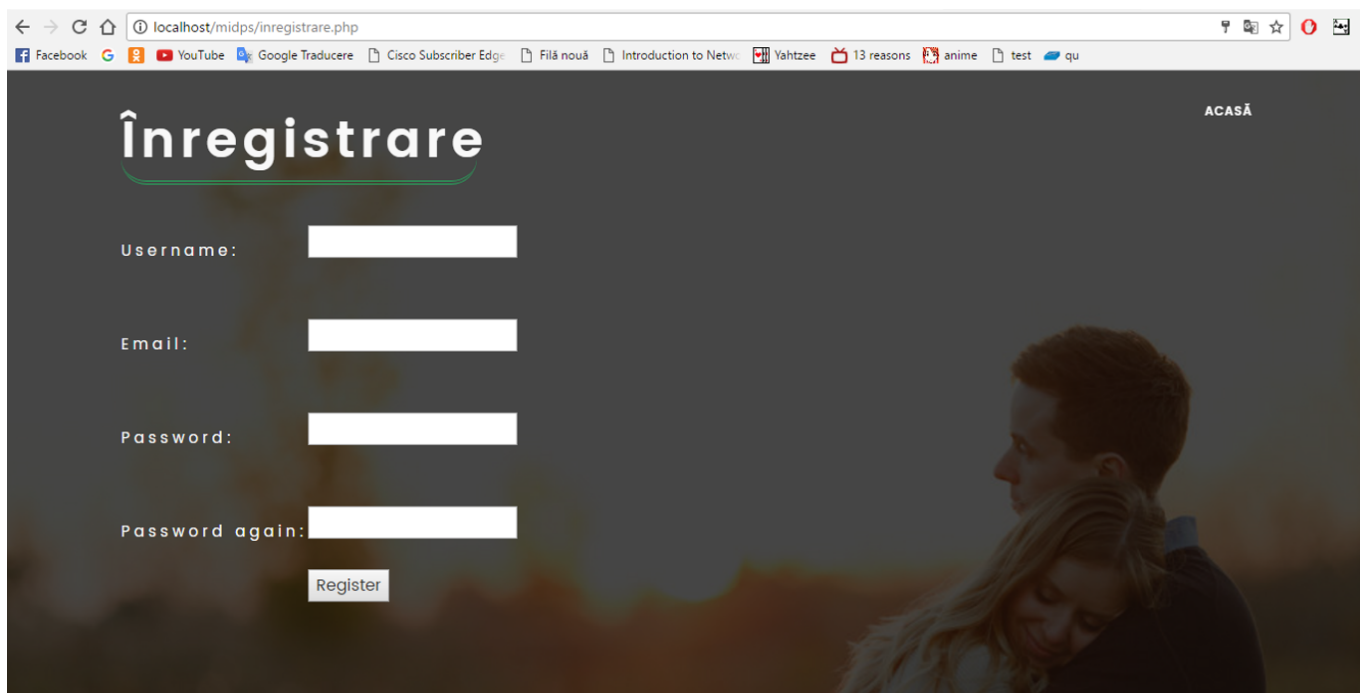 localhost/midps/inregistrare.php
Facebook YouTube Google Traducere Cisco Subscriber Edge Filă nouă Introduction to Netwo Yahtzee 13 reasons anime test qu
ACASĂ
Înregistrare
Username:
Email:
Password:
Password again:
Register